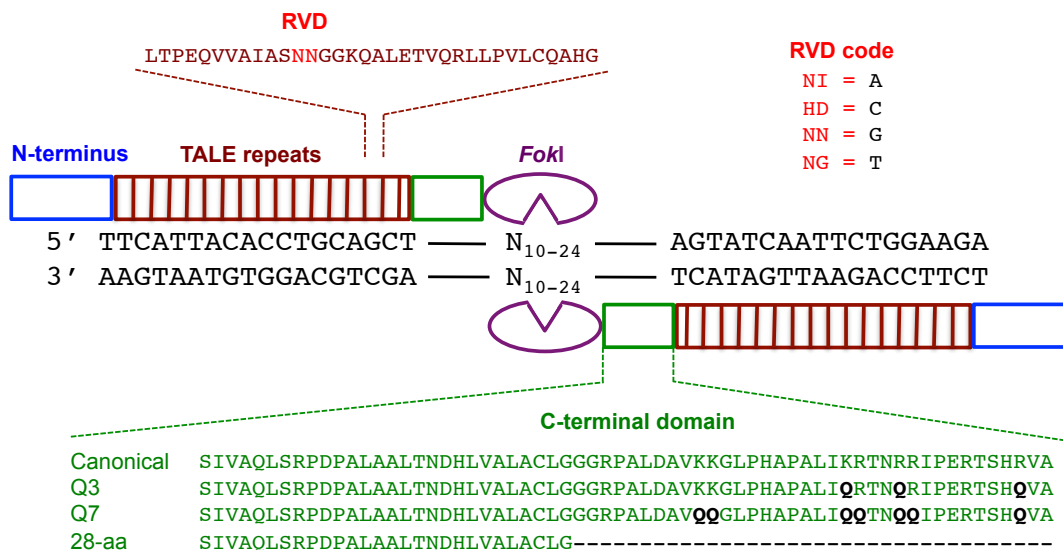 RVD
LTPEQVVAIASNNGGKQALETVQRLLPVLCQAHG
RVD code
NI = A
HD = C
NN = G
NG = T
N-terminus TALE repeats FokI
5′ TTCATTACACCTGCAGCT N10–24 AGTATCAATTCTGGAAGA
3′ AAGTAATGTGGACGTCGA N10–24 TCATAGTTAAGACCTTCT
C-terminal domain
Canonical SIVAQLSRPDPALAALTNDHLVALACLGGGRPALDAVKKGLPHAPALIKRTNRRIPERTSHRVA
Q3 SIVAQLSRPDPALAALTNDHLVALACLGGGRPALDAVKKGLPHAPALIQRTNQRIPERTSHQVA
Q7 SIVAQLSRPDPALAALTNDHLVALACLGGGRPALDAVQQGLPHAPALIQQTNQQIPERTSHQVA
28-aa SIVAQLSRPDPALAALTNDHLVALACLG------------------------------------